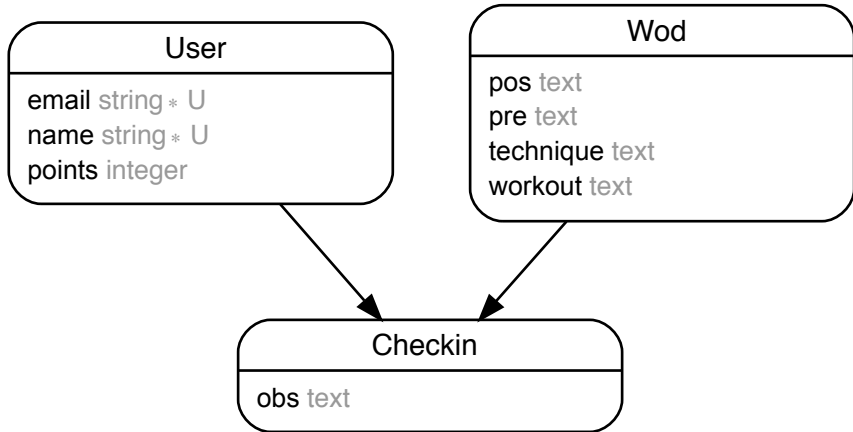 User
email string * U
name string * U
points integer
Wod
pos text
pre text
technique text
workout text
Checkin
obs text